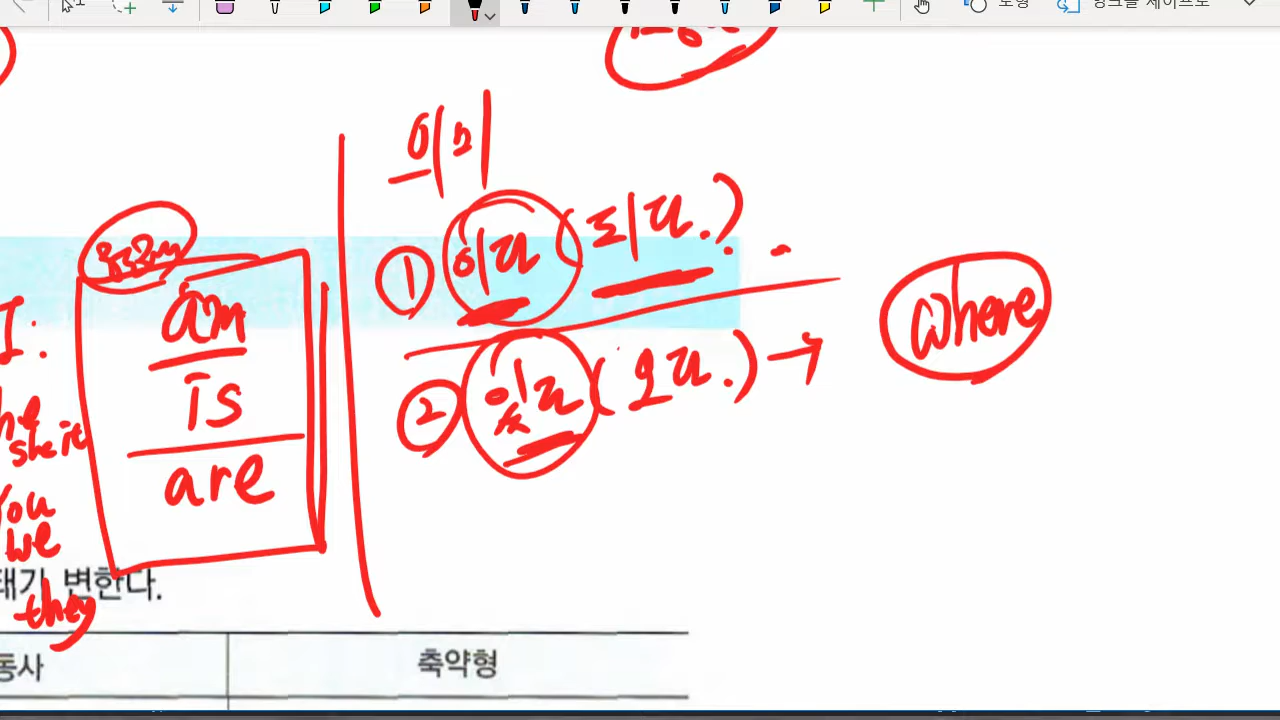 도형
잉크를 셰이프로
의미
① 이다 (되다.)
am
② 있다 (오다.) → where
I:
is
he
she it
are
You
we
they
태가 변한다.
동사 축약형